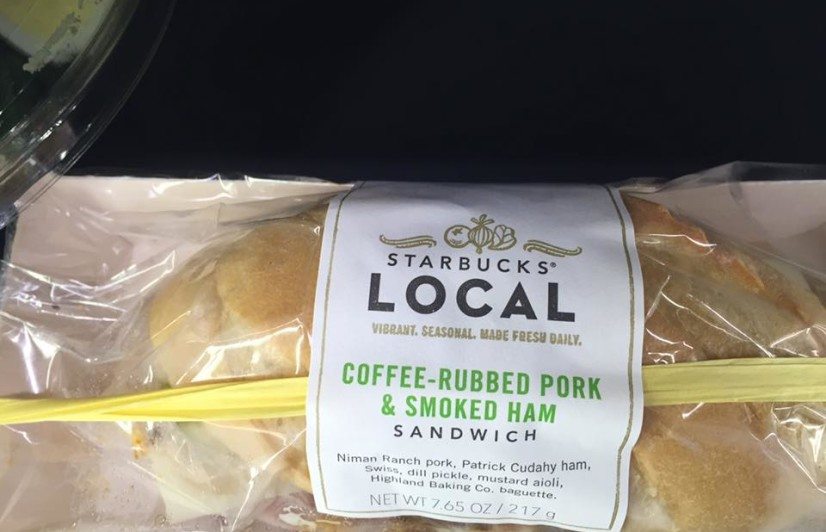 STARBUCKS®
LOCAL
VIBRANT. SEASONAL. MADE FRESH DAILY.
COFFEE-RUBBED PORK
& SMOKED HAM
SANDWICH
Niman Ranch pork, Patrick Cudahy ham,
Swiss, dill pickle, mustard aioli,
Highland Baking Co. baguette.
NET WT 7.65 OZ / 217 g